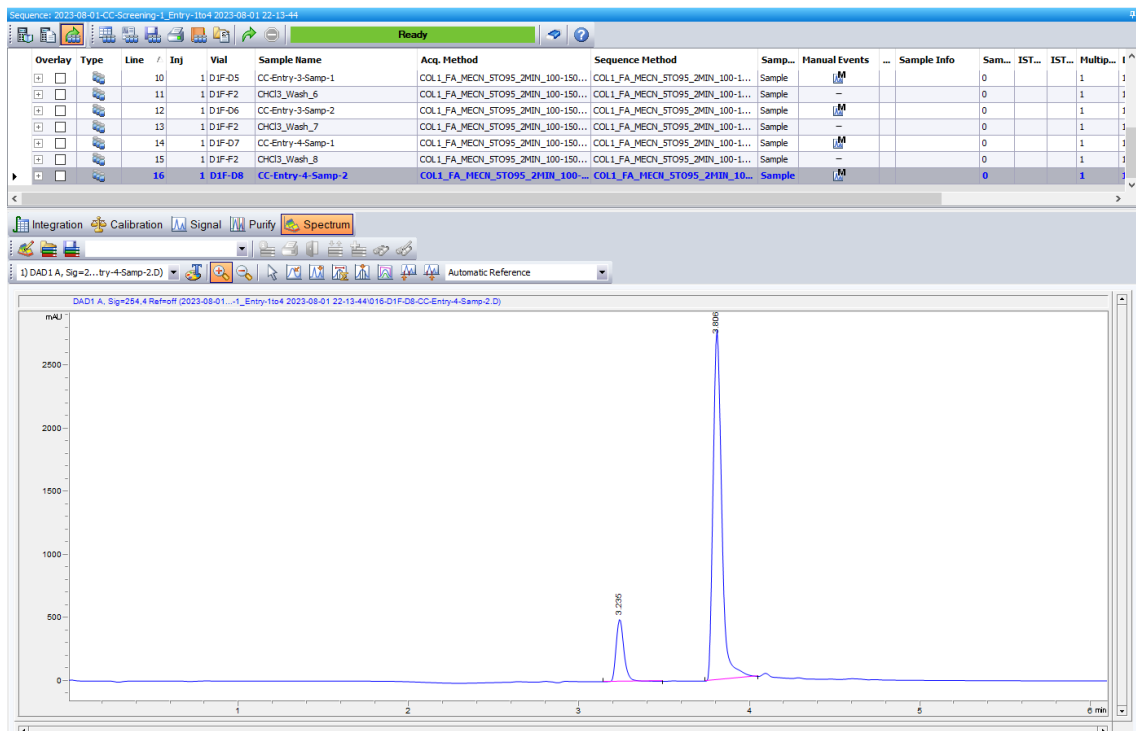 Sequence: 2023-08-01-CC-Screening-1_Entry-1to4 2023-08-01 22-13-44
Ready
Overlay Type Line / Inj Vial Sample Name Acq. Method Sequence Method Samp... Manual Events ... Sample Info Sam... IST... IST... Multip...
10 1 D1F-D5 CC-Entry-3-Samp-1 COL1_FA_MECN_5TO95_2MIN_100-150... COL1_FA_MECN_5TO95_2MIN_100-1... Sample M 0 1 1
11 1 D1F-F2 CHCl3_Wash_6 COL1_FA_MECN_5TO95_2MIN_100-150... COL1_FA_MECN_5TO95_2MIN_100-1... Sample – 0 1 1
12 1 D1F-D6 CC-Entry-3-Samp-2 COL1_FA_MECN_5TO95_2MIN_100-150... COL1_FA_MECN_5TO95_2MIN_100-1... Sample M 0 1 1
13 1 D1F-F2 CHCl3_Wash_7 COL1_FA_MECN_5TO95_2MIN_100-150... COL1_FA_MECN_5TO95_2MIN_100-1... Sample – 0 1 1
14 1 D1F-D7 CC-Entry-4-Samp-1 COL1_FA_MECN_5TO95_2MIN_100-150... COL1_FA_MECN_5TO95_2MIN_100-1... Sample M 0 1 1
15 1 D1F-F2 CHCl3_Wash_8 COL1_FA_MECN_5TO95_2MIN_100-150... COL1_FA_MECN_5TO95_2MIN_100-1... Sample – 0 1 1
16 1 D1F-D8 CC-Entry-4-Samp-2 COL1_FA_MECN_5TO95_2MIN_100-... COL1_FA_MECN_5TO95_2MIN_10... Sample M 0 1 1
Integration Calibration Signal Purify Spectrum
1) DAD1 A, Sig=2...try-4-Samp-2.D) Automatic Reference
DAD1 A, Sig=254,4 Ref=off (2023-08-01...-1_Entry-1to4 2023-08-01 22-13-44\016-D1F-D8-CC-Entry-4-Samp-2.D)
mAU
3.806
2500
2000
1500
1000
3.235
500
0
1 2 3 4 5 6 min